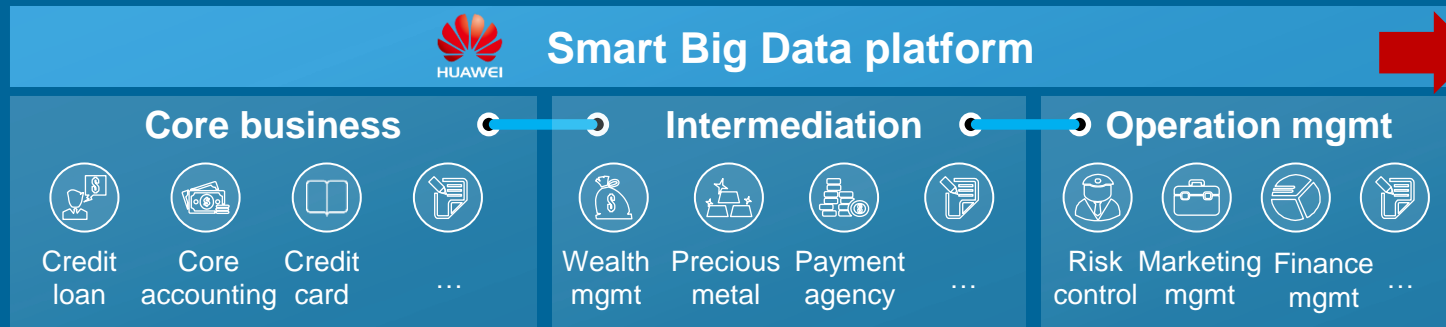 HUAWEI
Smart Big Data platform
Core business
Intermediation
Operation mgmt
$
$
$
Credit
loan
Core
accounting
Credit
card
…
Wealth
mgmt
Precious
metal
Payment
agency
…
Risk
control
Marketing
mgmt
Finance
mgmt
…